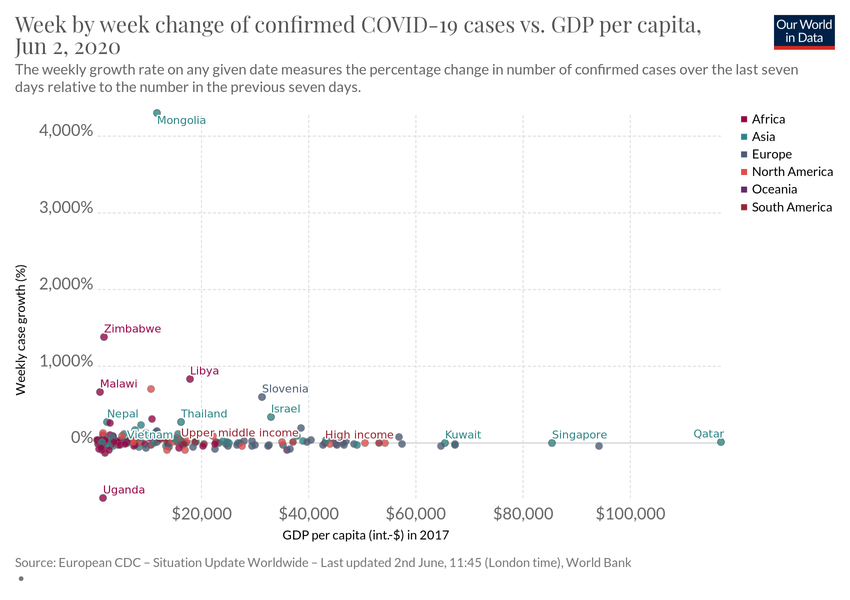 Week by week change of confirmed COVID-19 cases vs. GDP per capita,
Jun 2, 2020
Our World
in Data
The weekly growth rate on any given date measures the percentage change in number of confirmed cases over the last seven
days relative to the number in the previous seven days.
Mongolia
4,000%
3,000%
2,000%
1,000%
0%
Weekly case growth (%)
Zimbabwe
Libya
Malawi
Slovenia
Nepal
Thailand
Israel
Vietnam
Upper middle income
High income
Kuwait
Singapore
Qatar
Uganda
$20,000
$40,000
$60,000
$80,000
$100,000
GDP per capita (int.-$) in 2017
Africa
Asia
Europe
North America
Oceania
South America
Source: European CDC – Situation Update Worldwide – Last updated 2nd June, 11:45 (London time), World Bank